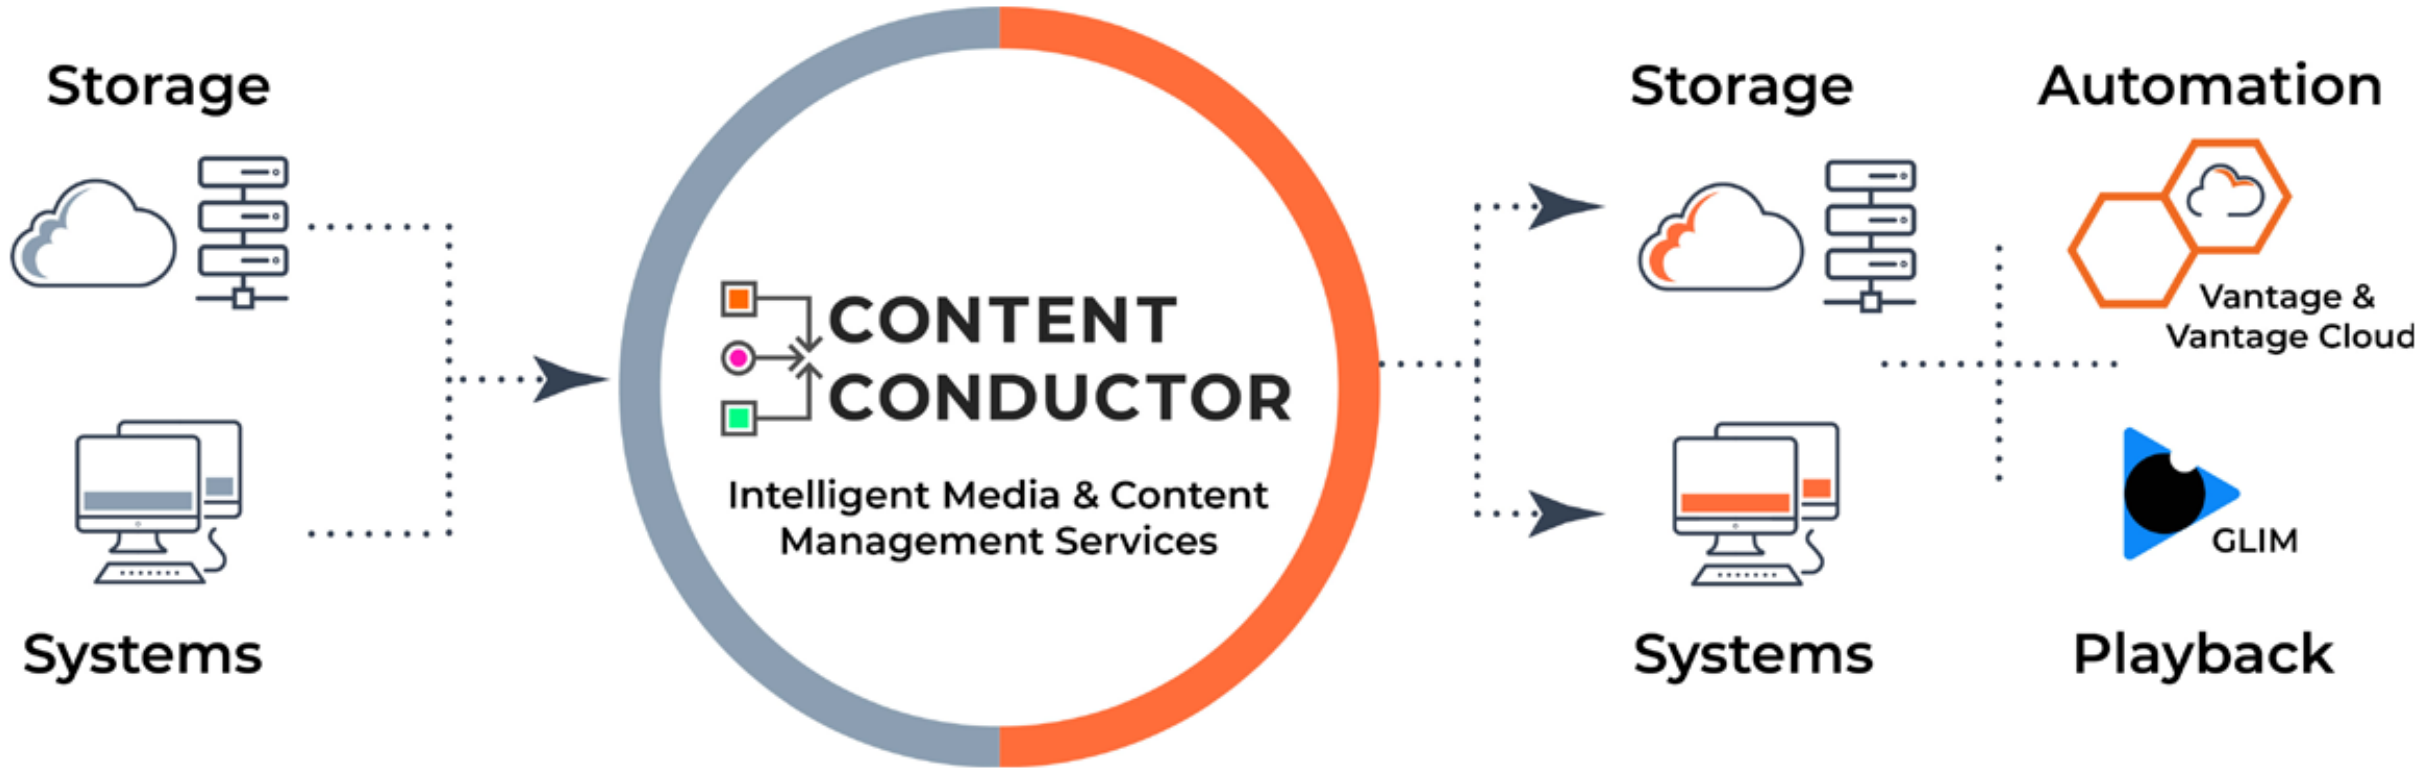 Storage
Systems
CONTENT
CONDUCTOR
Intelligent Media & Content
Management Services
Storage
Systems
Automation
Vantage &
Vantage Cloud
GLIM
Playback